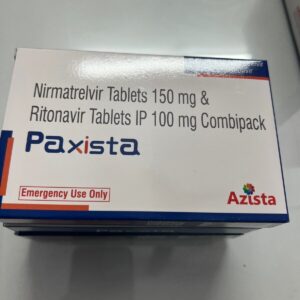 Nirmatrelvir Tablets 150 mg &
Ritonavir Tablets IP 100 mg Combipack
Paxista
Emergency Use Only
Azista